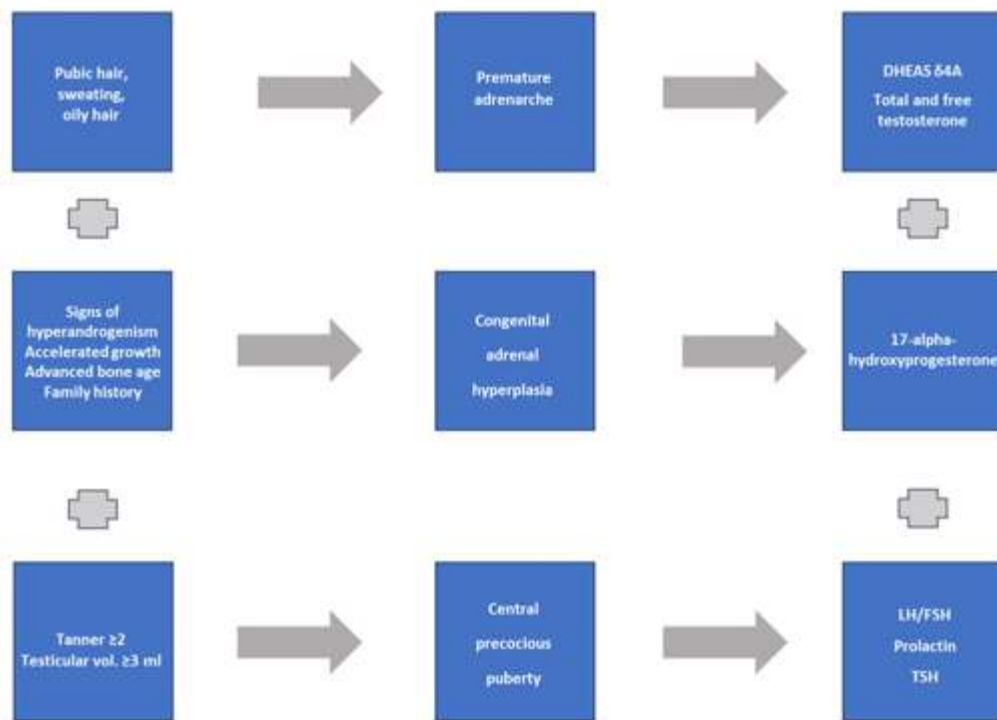 Pubic hair,
sweating,
oily hair
Premature
adrenarche
DHEAS δ4A
Total and free
testosterone
Signs of
hyperandrogenism
Accelerated growth
Advanced bone age
Family history
Congenital
adrenal
hyperplasia
17-alpha-
hydroxyprogesterone
Tanner ≥2
Testicular vol. ≥3 ml
Central
precocious
puberty
LH/FSH
Prolactin
TSH